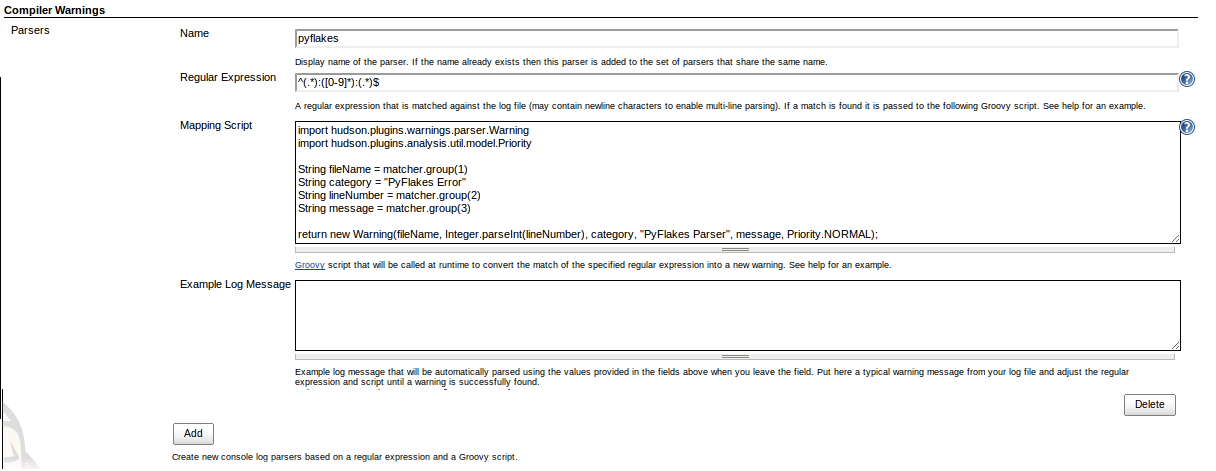 Compiler Warnings
Parsers
Name
pyflakes
Display name of the parser. If the name already exists then this parser is added to the set of parsers that share the same name.
Regular Expression
^(.*):([0-9]*):(.*)$
?
A regular expression that is matched against the log file (may contain newline characters to enable multi-line parsing). If a match is found it is passed to the following Groovy script. See help for an example.
Mapping Script
?
import hudson.plugins.warnings.parser.Warning
import hudson.plugins.analysis.util.model.Priority
String fileName = matcher.group(1)
String category = "PyFlakes Error"
String lineNumber = matcher.group(2)
String message = matcher.group(3)
return new Warning(fileName, Integer.parseInt(lineNumber), category, "PyFlakes Parser", message, Priority.NORMAL);
Groovy script that will be called at runtime to convert the match of the specified regular expression into a new warning. See help for an example.
Example Log Message
Example log message that will be automatically parsed using the values provided in the fields above when you leave the field. Put here a typical warning message from your log file and adjust the regular
expression and script until a warning is successfully found.
Delete
Add
Create new console log parsers based on a regular expression and a Groovy script.